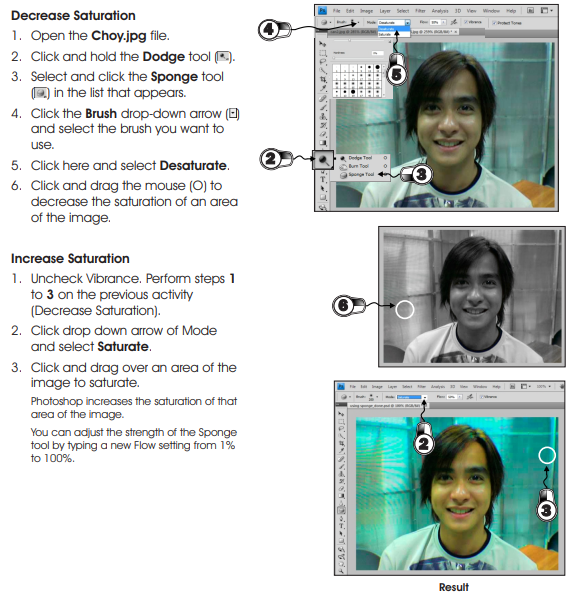 Decrease Saturation
1. Open the Choy.jpg file.
2. Click and hold the Dodge tool ( ).
3. Select and click the Sponge tool
( ) in the list that appears.
4. Click the Brush drop-down arrow ( )
and select the brush you want to
use.
5. Click here and select Desaturate.
6. Click and drag the mouse (O) to
decrease the saturation of an area
of the image.
Increase Saturation
1. Uncheck Vibrance. Perform steps 1
to 3 on the previous activity
(Decrease Saturation).
2. Click drop down arrow of Mode
and select Saturate.
3. Click and drag over an area of the
image to saturate.
Photoshop increases the saturation of that
area of the image.
You can adjust the strength of the Sponge
tool by typing a new Flow setting from 1%
to 100%.
Ps File Edit Image Layer Select Filter Analysis 3D View Window Help
4 Brush: Mode: Desaturate Flow: Vibrance Protect Tones
Desaturate
Saturate
5
2
Dodge Tool O
Burn Tool O
Sponge Tool O
3
6
Ps File Edit Image Layer Select Filter Analysis 3D View Window Help 100%
Brush: Mode: Saturate Flow: 50% Vibrance
2
3
Result